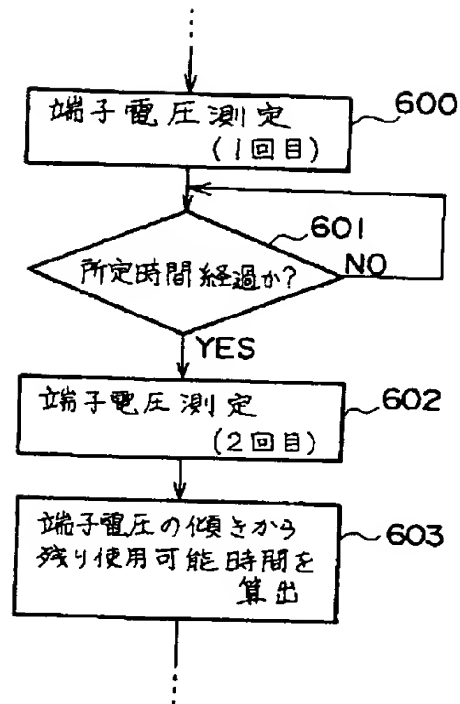 端子電圧測定
(1回目)
600
601
所定時間経過か?
NO
YES
端子電圧測定
(2回目)
602
端子電圧の傾きから
残り使用可能時間を
算出
603